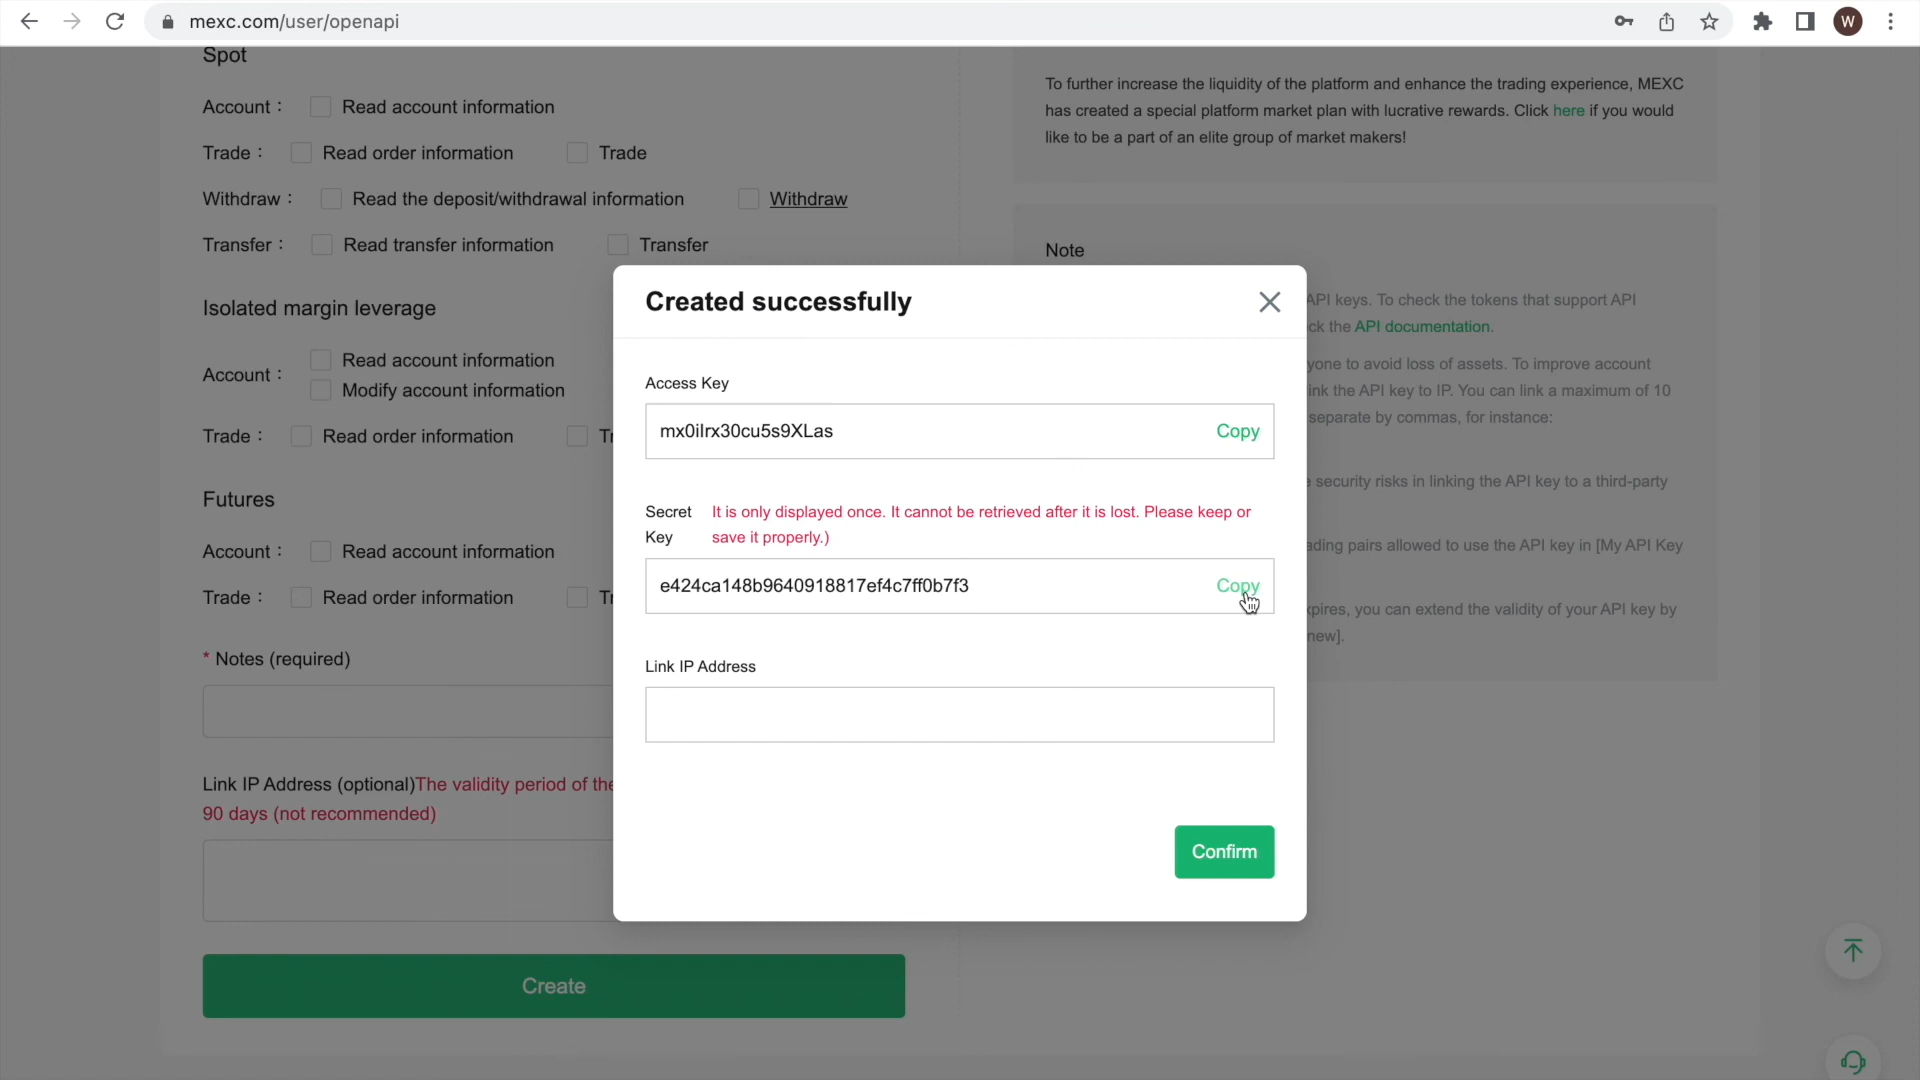 mexc.com/user/openapi
W
Spot
Account : Read account information
Trade : Read order information Trade
Withdraw : Read the deposit/withdrawal information Withdraw
Transfer : Read transfer information Transfer
Isolated margin leverage
Account : Read account information
Modify account information
Trade : Read order information
Futures
Account : Read account information
Trade : Read order information
* Notes (required)
Link IP Address (optional)The validity period of the
90 days (not recommended)
Create
To further increase the liquidity of the platform and enhance the trading experience, MEXC
has created a special platform market plan with lucrative rewards. Click here if you would
like to be a part of an elite group of market makers!
Note
API keys. To check the tokens that support API
the API documentation.
to avoid loss of assets. To improve account
the API key to IP. You can link a maximum of 10
separate by commas, for instance:
security risks in linking the API key to a third-party
pairs allowed to use the API key in [My API Key
you can extend the validity of your API key by
Created successfully
Access Key
mx0ilrx30cu5s9XLas Copy
Secret It is only displayed once. It cannot be retrieved after it is lost. Please keep or
Key save it properly.)
e424ca148b9640918817ef4c7ff0b7f3 Copy
Link IP Address
Confirm